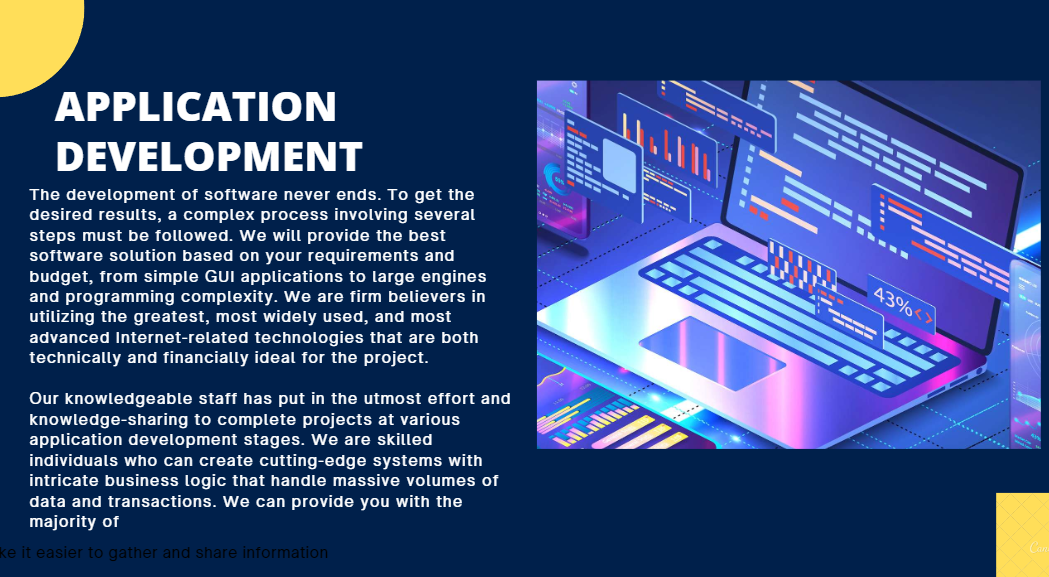 APPLICATION
DEVELOPMENT
The development of software never ends. To get the
desired results, a complex process involving several
steps must be followed. We will provide the best
software solution based on your requirements and
budget, from simple GUI applications to large engines
and programming complexity. We are firm believers in
utilizing the greatest, most widely used, and most
advanced Internet-related technologies that are both
technically and financially ideal for the project.
Our knowledgeable staff has put in the utmost effort and
knowledge-sharing to complete projects at various
application development stages. We are skilled
individuals who can create cutting-edge systems with
intricate business logic that handle massive volumes of
data and transactions. We can provide you with the
majority of
ke it easier to gather and share information
43%<>